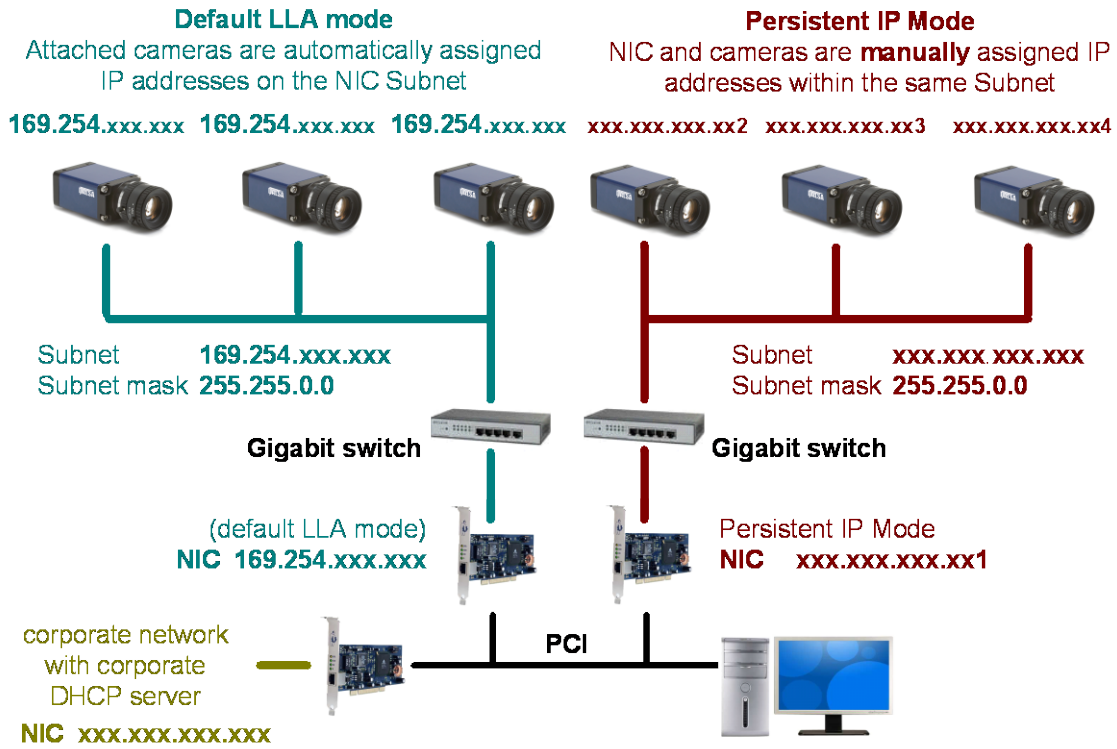 Default LLA mode
Attached cameras are automatically assigned
IP addresses on the NIC Subnet
Persistent IP Mode
NIC and cameras are manually assigned IP
addresses within the same Subnet
169.254.xxx.xxx 169.254.xxx.xxx 169.254.xxx.xxx xxx.xxx.xxx.xx2 xxx.xxx.xxx.xx3 xxx.xxx.xxx.xx4
Subnet 169.254.xxx.xxx
Subnet mask 255.255.0.0
Subnet xxx.xxx.xxx.xxx
Subnet mask 255.255.0.0
Gigabit switch
Gigabit switch
(default LLA mode)
NIC 169.254.xxx.xxx
Persistent IP Mode
NIC xxx.xxx.xxx.xx1
corporate network
with corporate
DHCP server
NIC xxx.xxx.xxx.xxx
PCI